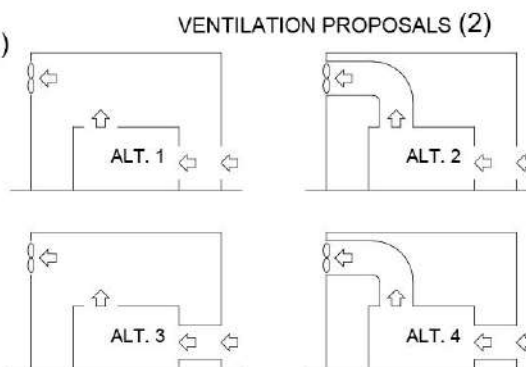 VENTILATION PROPOSALS (2)
)
ALT. 1
ALT. 2
ALT. 3
ALT. 4